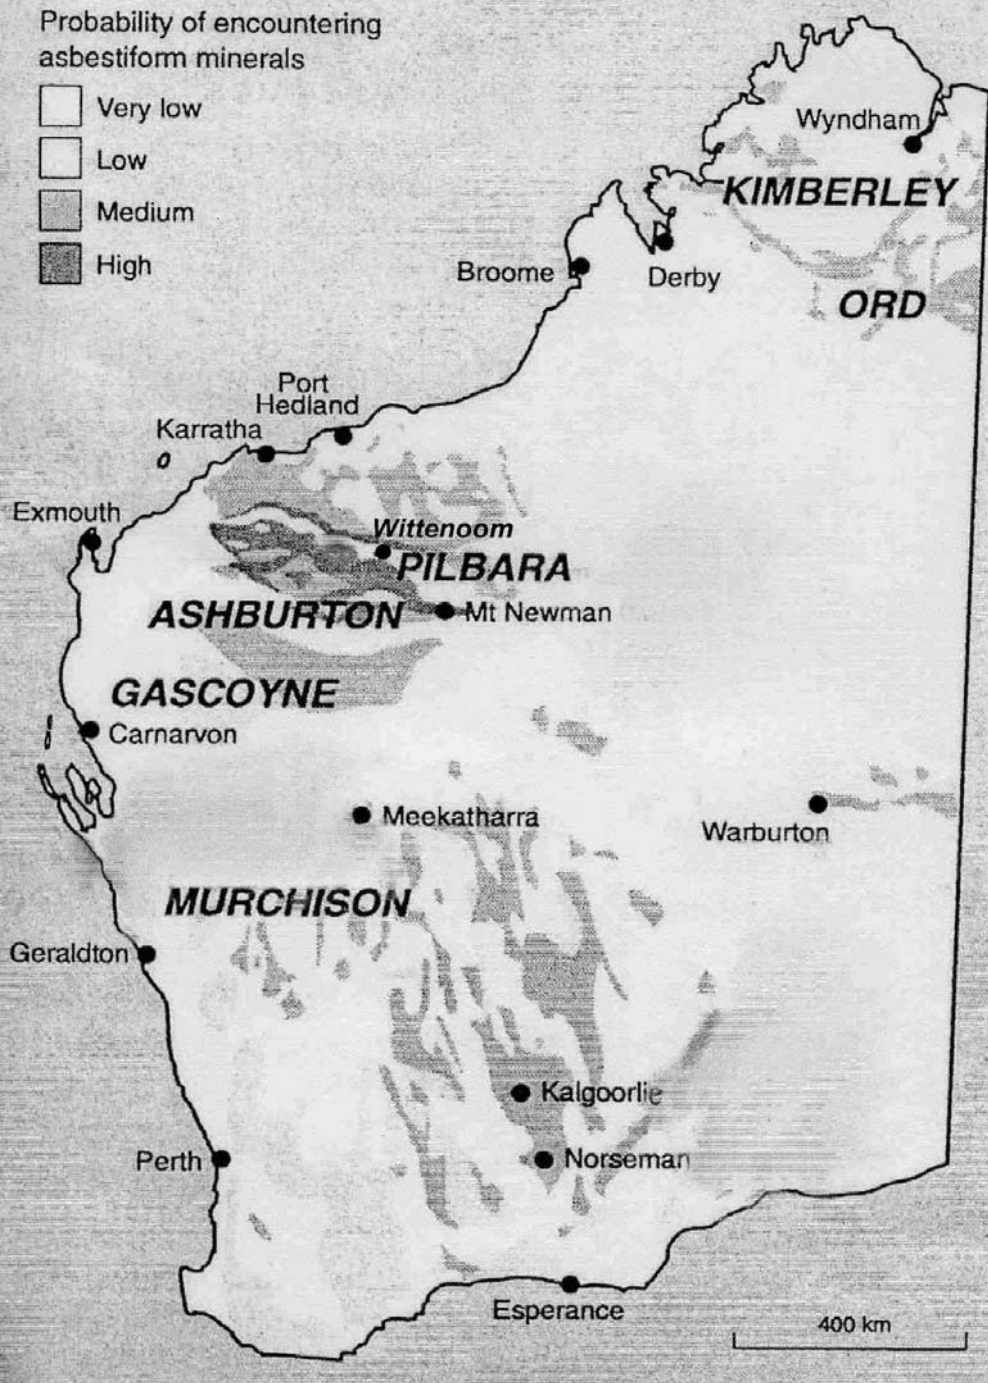 Probability of encountering
asbestiform minerals
Very low
Low
Medium
High
Wyndham
KIMBERLEY
Broome
Derby
ORD
Port
Hedland
Karratha
Exmouth
Wittenoom
PILBARA
ASHBURTON
Mt Newman
GASCOYNE
Carnarvon
Meekatharra
Warburton
MURCHISON
Geraldton
Kalgoorlie
Perth
Norseman
Esperance
400 km